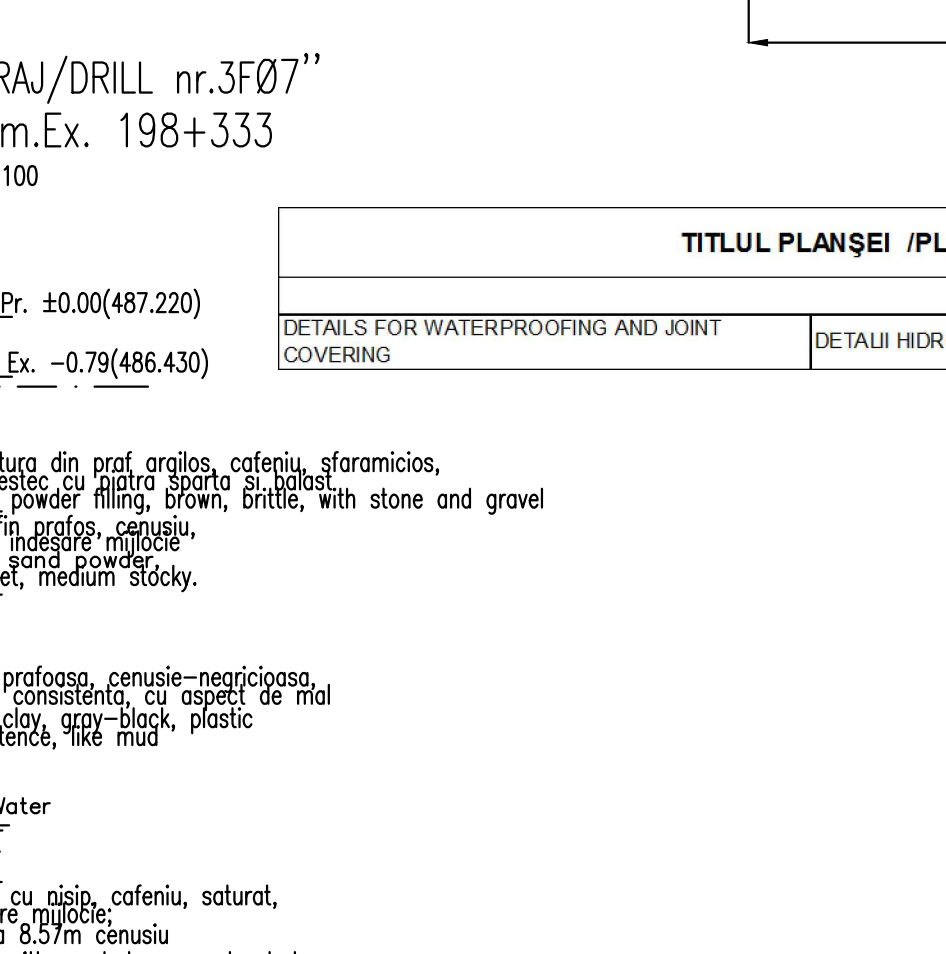 RAJ/DRILL nr.3FØ7”
m.Ex. 198+333
100
TITLUL PLANŞEI /PL
Pr. ±0.00(487.220)
DETAILS FOR WATERPROOFING AND JOINT
COVERING
DETALII HIDR
Ex. -0.79(486.430)
tura din praf argilos, cafeniu, sfaramicios,
estec cu piatra sparta si balast
powder filling, brown, brittle, with stone and gravel
fin prafos, cenusiu,
indesare mijlocie
sand powder,
et, medium stocky.
prafoasa, cenusie-negricioasa,
consistenta, cu aspect de mal
clay, gray-black, plastic
tence, like mud
Water
cu nisip, cafeniu, saturat,
re mijlocie;
a 8.57m cenusiu